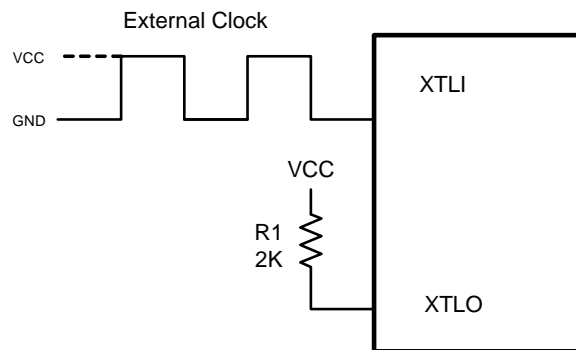 External Clock
VCC
XTLI
GND
VCC
R1
2K
XTLO